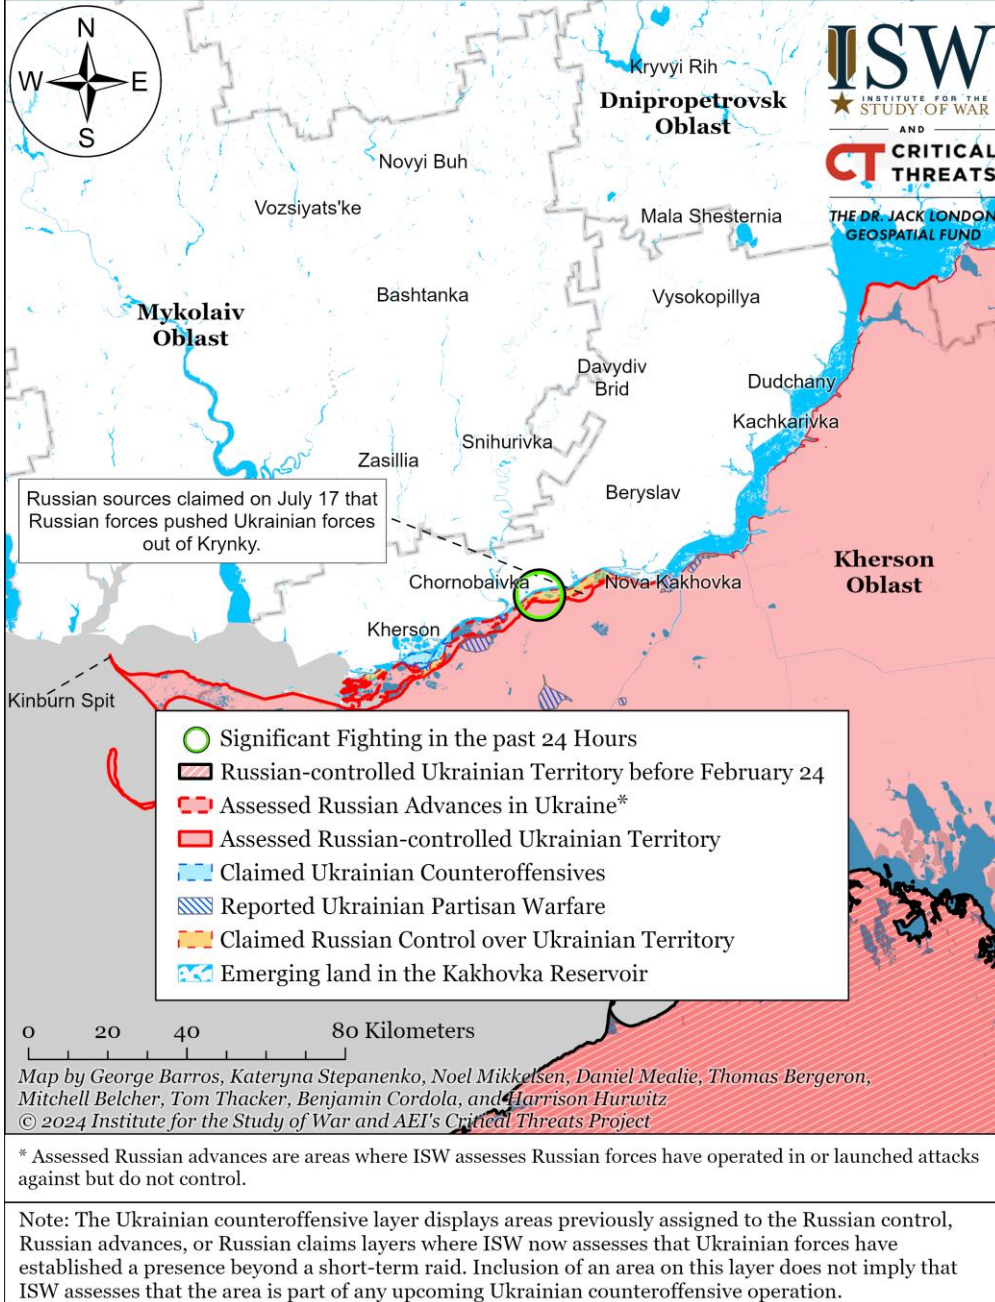 N
W
E
S
ISW
INSTITUTE FOR THE
STUDY OF WAR
AND
CT CRITICAL
THREATS
THE DR. JACK LONDON
GEOSPATIAL FUND
Kryvyi Rih
Dnipropetrovsk
Oblast
Novyi Buh
Vozsiyats'ke
Mala Shesternia
Bashtanka
Vysokopillya
Mykolaiv
Oblast
Davydiv
Brid
Dudchany
Kachkarivka
Snihurivka
Zasillia
Beryslav
Russian sources claimed on July 17 that
Russian forces pushed Ukrainian forces
out of Krynky.
Kherson
Oblast
Chornobaivka
Nova Kakhovka
Kherson
Kinburn Spit
Significant Fighting in the past 24 Hours
Russian-controlled Ukrainian Territory before February 24
Assessed Russian Advances in Ukraine*
Assessed Russian-controlled Ukrainian Territory
Claimed Ukrainian Counteroffensives
Reported Ukrainian Partisan Warfare
Claimed Russian Control over Ukrainian Territory
Emerging land in the Kakhovka Reservoir
0 20 40 80 Kilometers
Map by George Barros, Kateryna Stepanenko, Noel Mikkelsen, Daniel Mealie, Thomas Bergeron,
Mitchell Belcher, Tom Thacker, Benjamin Cordola, and Harrison Hurwitz
© 2024 Institute for the Study of War and AEI's Critical Threats Project
* Assessed Russian advances are areas where ISW assesses Russian forces have operated in or launched attacks
against but do not control.
Note: The Ukrainian counteroffensive layer displays areas previously assigned to the Russian control,
Russian advances, or Russian claims layers where ISW now assesses that Ukrainian forces have
established a presence beyond a short-term raid. Inclusion of an area on this layer does not imply that
ISW assesses that the area is part of any upcoming Ukrainian counteroffensive operation.